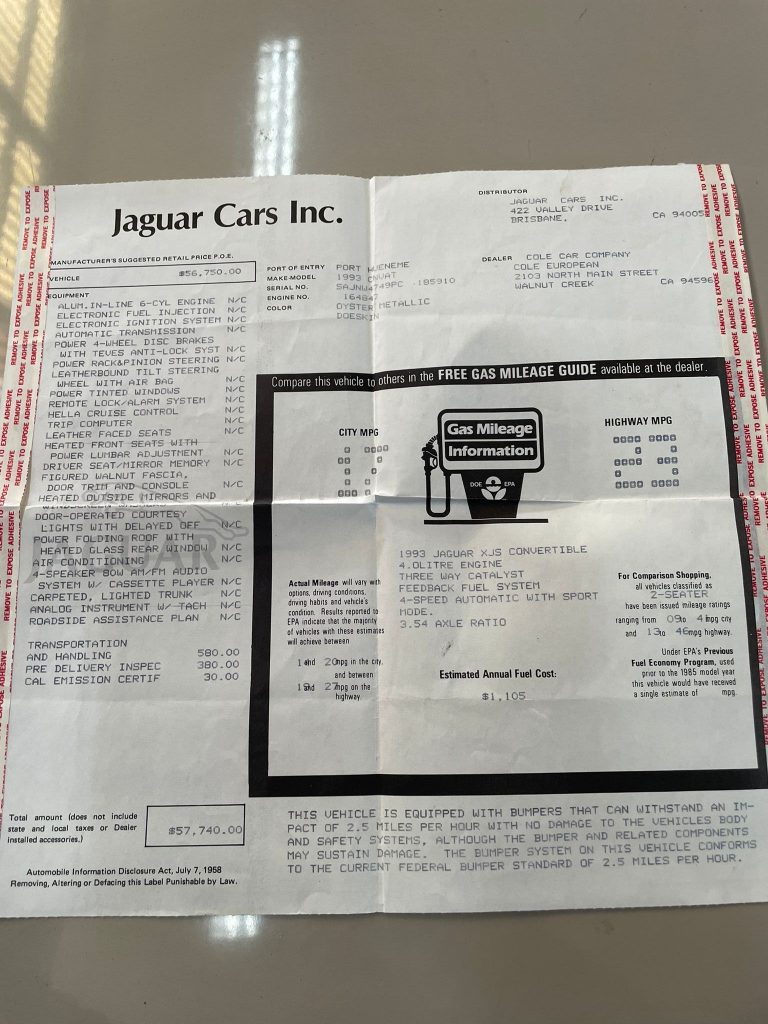 Jaguar Cars Inc.
DISTRIBUTOR
JAGUAR CARS INC.
422 VALLEY DRIVE
BRISBANE, CA 94005
MANUFACTURER'S SUGGESTED RETAIL PRICE P.O.E.
VEHICLE $56,750.00
PORT OF ENTRY PORT HUENEME
MAKE-MODEL 1993 CNVAT
SERIAL NO. 185910
ENGINE NO.
COLOR OYSTER METALLIC
DOESKIN
DEALER COLE CAR COMPANY
COLE EUROPEAN
2103 NORTH MAIN STREET
WALNUT CREEK CA 94596
EQUIPMENT
ALUM.IN-LINE 6-CYL ENGINE N/C
ELECTRONIC FUEL INJECTION N/C
ELECTRONIC IGNITION SYSTEM N/C
AUTOMATIC TRANSMISSION N/C
POWER 4-WHEEL DISC BRAKES
WITH TEVES ANTI-LOCK SYST N/C
POWER RACK&PINION STEERING N/C
LEATHERBOUND TILT STEERING
WHEEL WITH AIR BAG N/C
POWER TINTED WINDOWS N/C
REMOTE LOCK/ALARM SYSTEM N/C
HELLA CRUISE CONTROL N/C
TRIP COMPUTER N/C
LEATHER FACED SEATS N/C
HEATED FRONT SEATS WITH
POWER LUMBAR ADJUSTMENT N/C
DRIVER SEAT/MIRROR MEMORY N/C
FIGURED WALNUT FASCIA,
DOOR TRIM AND CONSOLE N/C
HEATED OUTSIDE MIRRORS AND
DOOR-OPERATED COURTESY
LIGHTS WITH DELAYED OFF N/C
POWER FOLDING ROOF WITH
HEATED GLASS REAR WINDOW N/C
AIR CONDITIONING N/C
4-SPEAKER 80W AM/FM AUDIO
SYSTEM W/ CASSETTE PLAYER N/C
CARPETED, LIGHTED TRUNK N/C
ANALOG INSTRUMENT W/ TACH N/C
ROADSIDE ASSISTANCE PLAN N/C
TRANSPORTATION
AND HANDLING 580.00
PRE DELIVERY INSPEC 380.00
CAL EMISSION CERTIF 30.00
Total amount (does not include
state and local taxes or Dealer
installed accessories.)
$57,740.00
Automobile Information Disclosure Act, July 7, 1958
Removing, Altering or Defacing this Label Punishable by Law.
Compare this vehicle to others in the FREE GAS MILEAGE GUIDE available at the dealer.
CITY MPG
17
Gas Mileage
Information
DOE EPA
HIGHWAY MPG
23
1993 JAGUAR XJS CONVERTIBLE
4.0LITRE ENGINE
THREE WAY CATALYST
FEEDBACK FUEL SYSTEM
4-SPEED AUTOMATIC WITH SPORT
MODE.
3.54 AXLE RATIO
Estimated Annual Fuel Cost:
$1,105
Actual Mileage will vary with
options, driving conditions,
driving habits and vehicle's
condition. Results reported to
EPA indicate that the majority
of vehicles with these estimates
will achieve between
and 20 mpg in the city
and between
19 and 27 mpg on the
highway.
For Comparison Shopping,
all vehicles classified as
2-SEATER
have been issued mileage ratings
ranging from 09 to mpg city
and 13 to 46 mpg highway.
Under EPA's Previous
Fuel Economy Program, used
prior to the 1985 model year
this vehicle would have received
a single estimate of mpg.
THIS VEHICLE IS EQUIPPED WITH BUMPERS THAT CAN WITHSTAND AN IM-
PACT OF 2.5 MILES PER HOUR WITH NO DAMAGE TO THE VEHICLES BODY
AND SAFETY SYSTEMS, ALTHOUGH THE BUMPER AND RELATED COMPONENTS
MAY SUSTAIN DAMAGE. THE BUMPER SYSTEM ON THIS VEHICLE CONFORMS
TO THE CURRENT FEDERAL BUMPER STANDARD OF 2.5 MILES PER HOUR.
REMOVE TO EXPOSE ADHESIVE
JAGUAR